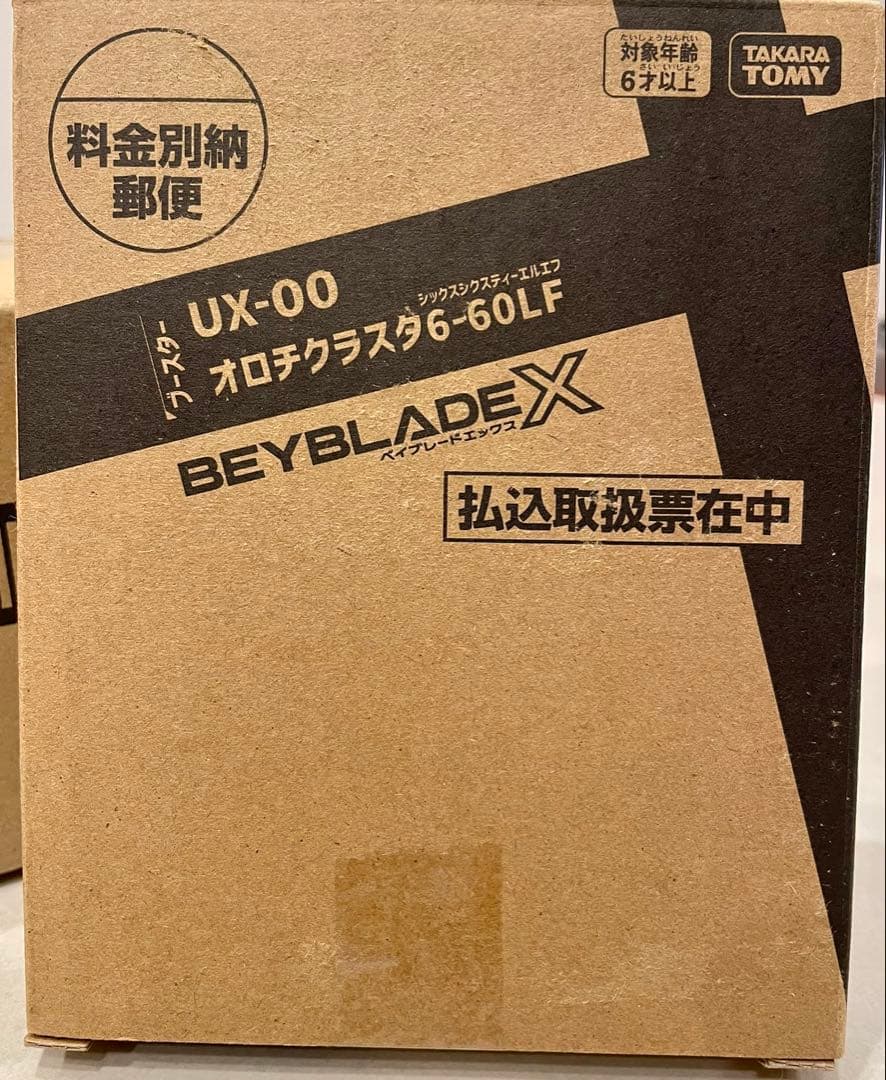 料金別納
郵便
たいしょうねんれい
対象年齢
さいいじょう
6才以上
TAKARA
TOMY
ブースター
UX-00
シックスシクスティーエルエフ
オロチクラスタ6-60LF
BEYBLADE X
ベイブレードエックス
払込取扱票在中